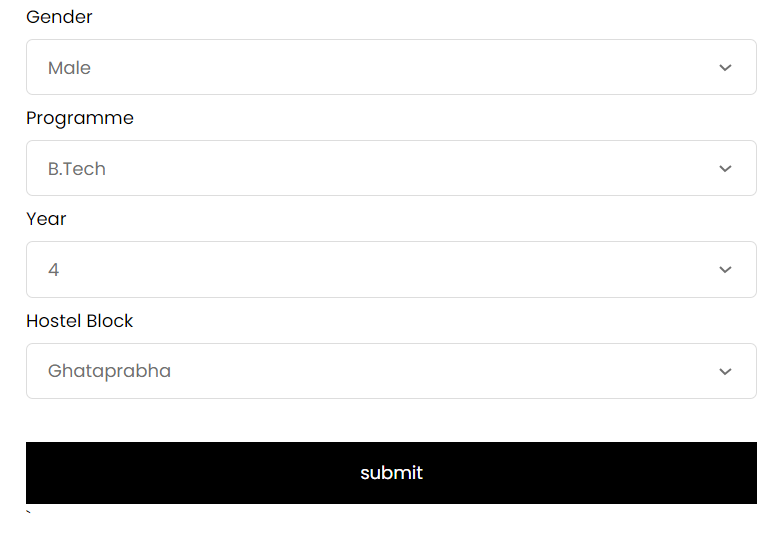 Gender
Male
Programme
B.Tech
Year
4
Hostel Block
Ghataprabha
submit
`